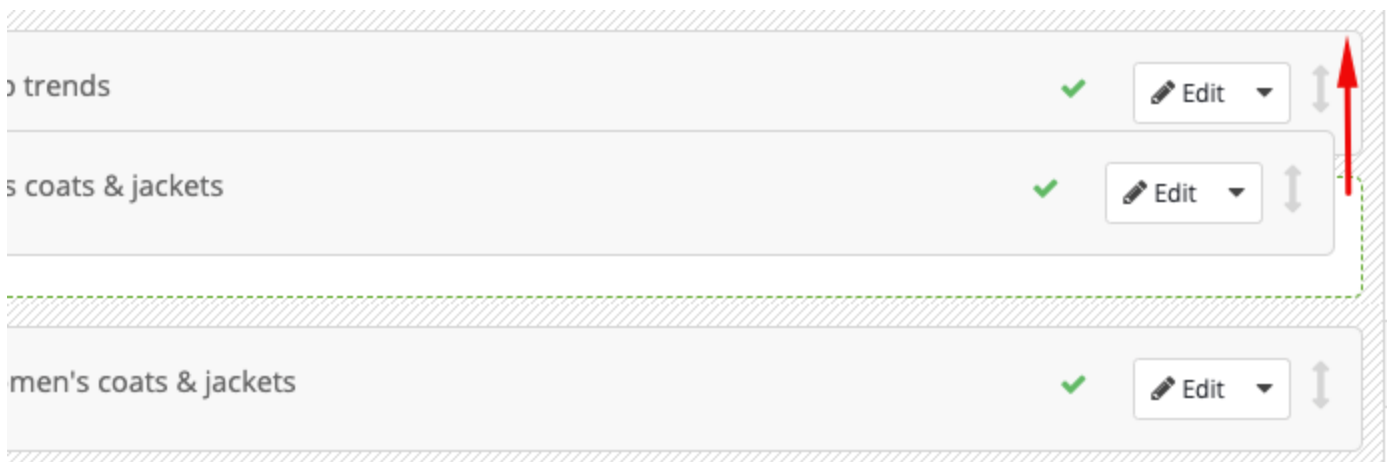 trends
Edit
s coats & jackets
Edit
men's coats & jackets
Edit